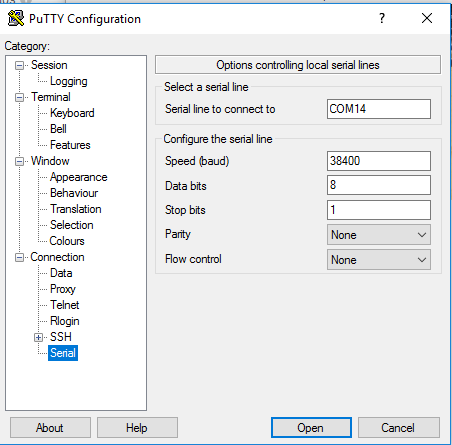 PuTTY Configuration
Category:
Session
Logging
Terminal
Keyboard
Bell
Features
Window
Appearance
Behaviour
Translation
Selection
Colours
Connection
Data
Proxy
Telnet
Rlogin
SSH
Serial
Options controlling local serial lines
Select a serial line
Serial line to connect to COM14
Configure the serial line
Speed (baud) 38400
Data bits 8
Stop bits 1
Parity None
Flow control None
About Help Open Cancel